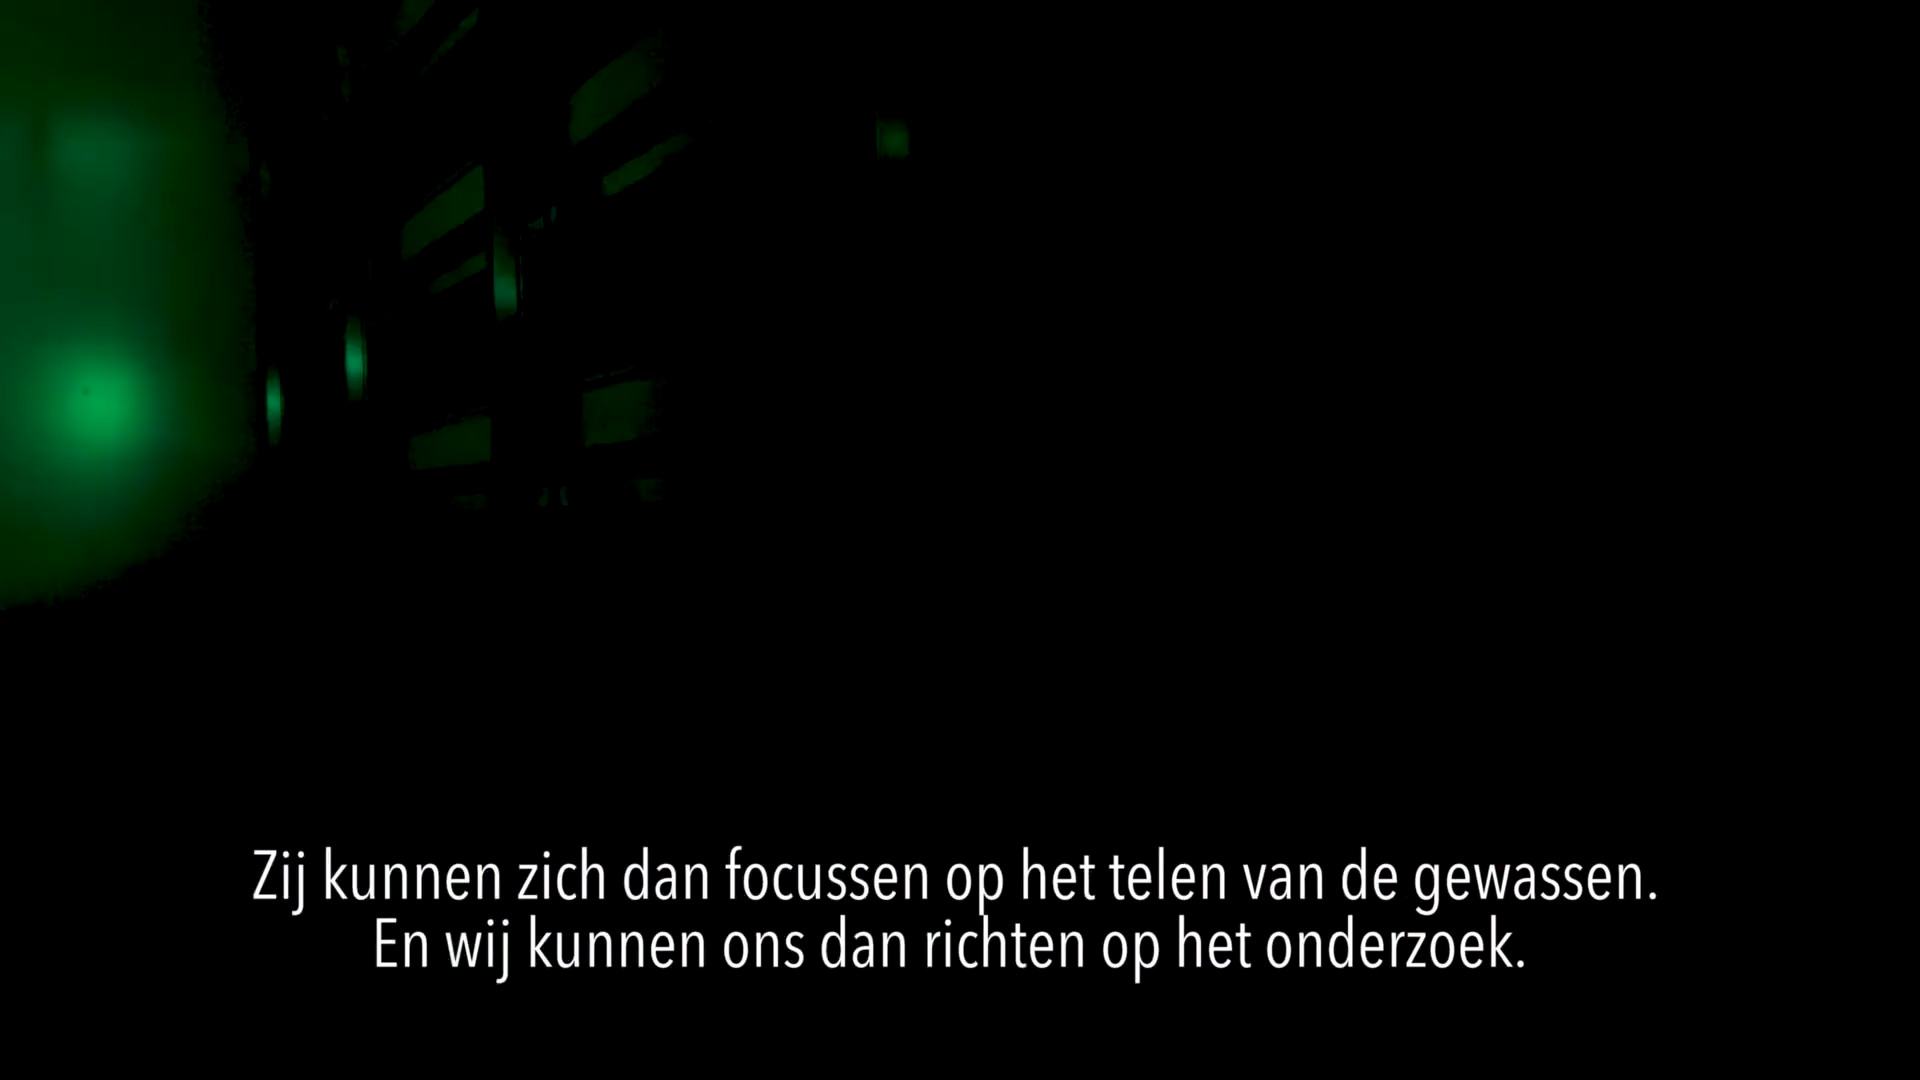 Zij kunnen zich dan focussen op het telen van de gewassen.
En wij kunnen ons dan richten op het onderzoek.